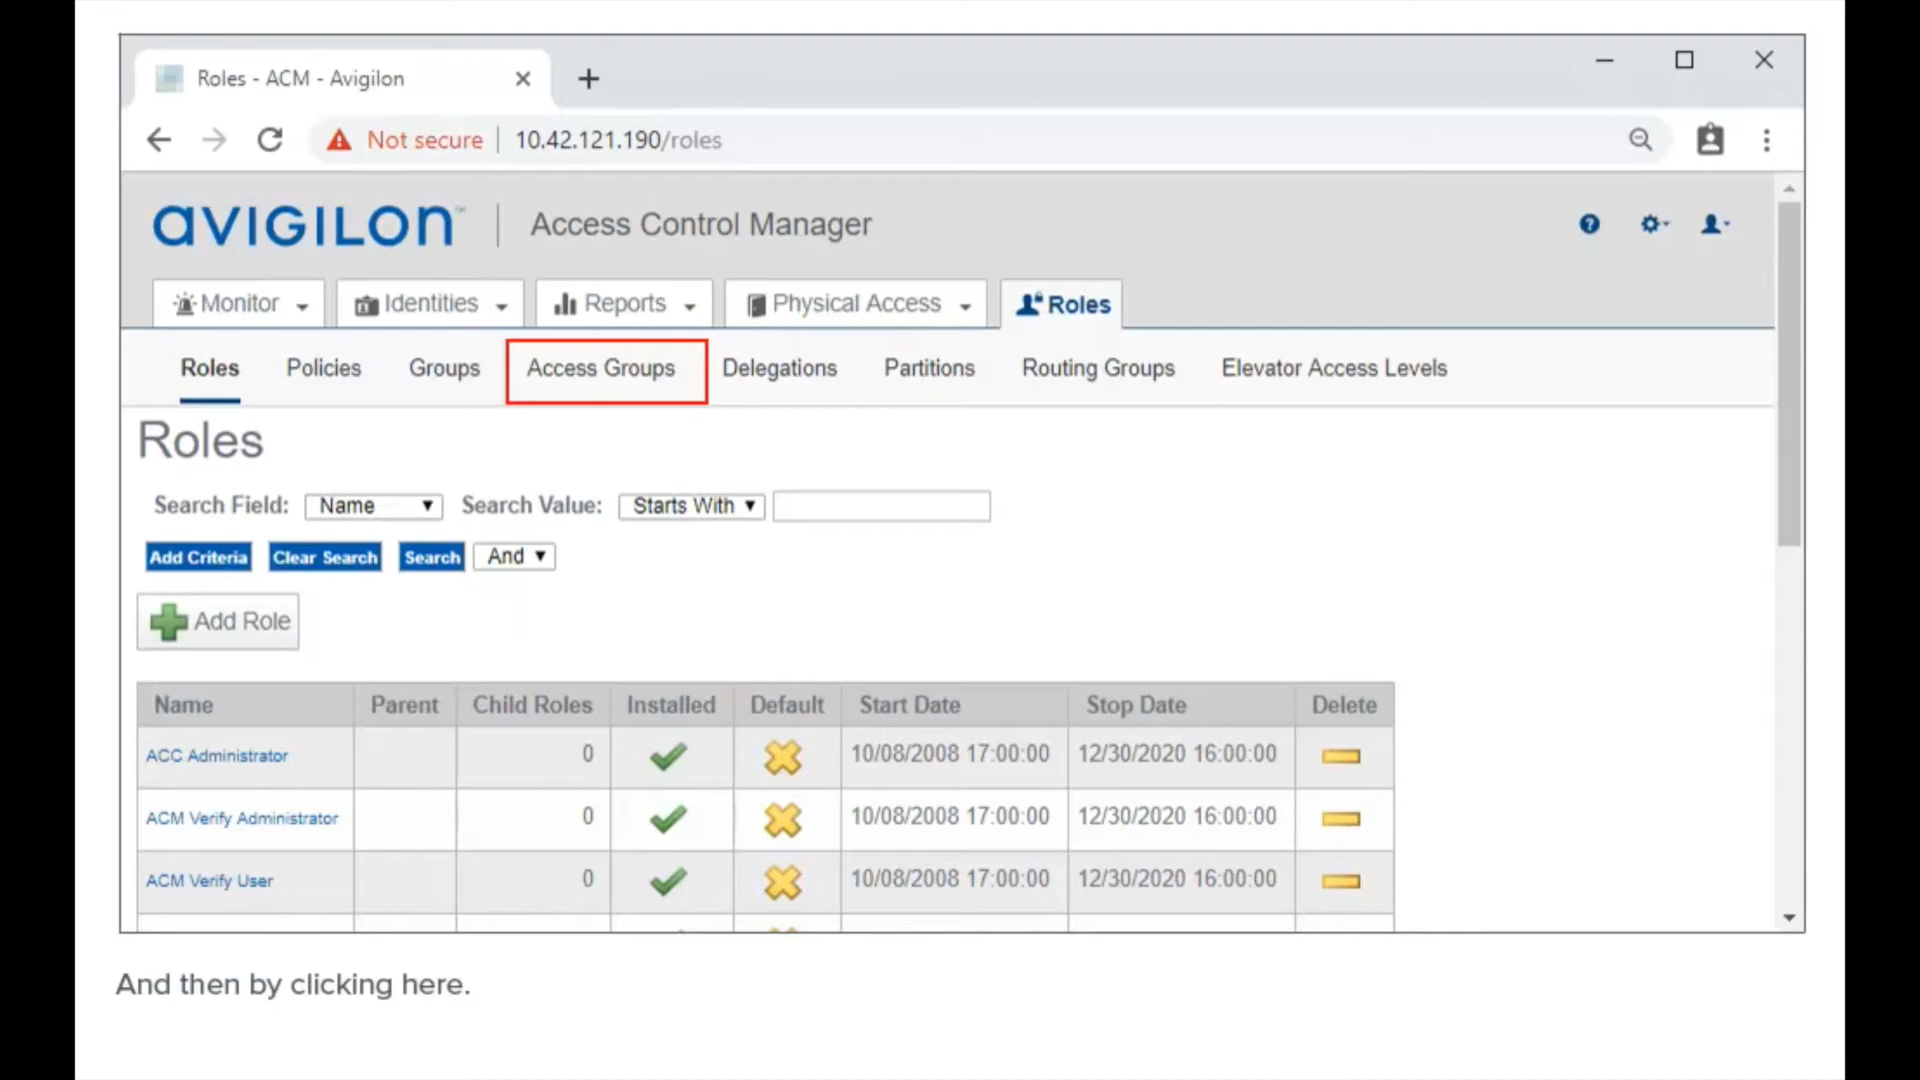 Roles - ACM - Avigilon
Not secure 10.42.121.190/roles
avigilon™ Access Control Manager
Monitor Identities Reports Physical Access Roles
Roles Policies Groups Access Groups Delegations Partitions Routing Groups Elevator Access Levels
Roles
Search Field: Name Search Value: Starts With
Add Criteria Clear Search Search And
Add Role
Name Parent Child Roles Installed Default Start Date Stop Date Delete
ACC Administrator 0 10/08/2008 17:00:00 12/30/2020 16:00:00
ACM Verify Administrator 0 10/08/2008 17:00:00 12/30/2020 16:00:00
ACM Verify User 0 10/08/2008 17:00:00 12/30/2020 16:00:00
And then by clicking here.